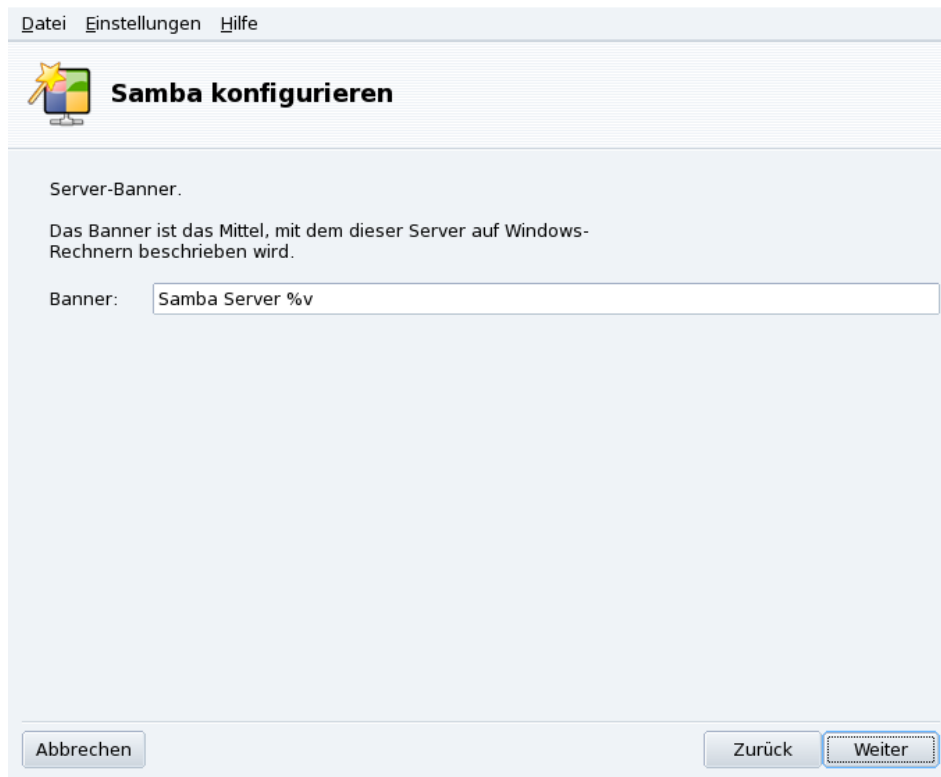 Datei Einstellungen Hilfe
Samba konfigurieren
Server-Banner.
Das Banner ist das Mittel, mit dem dieser Server auf Windows-
Rechnern beschrieben wird.
Banner: Samba Server %v
Abbrechen Zurück Weiter